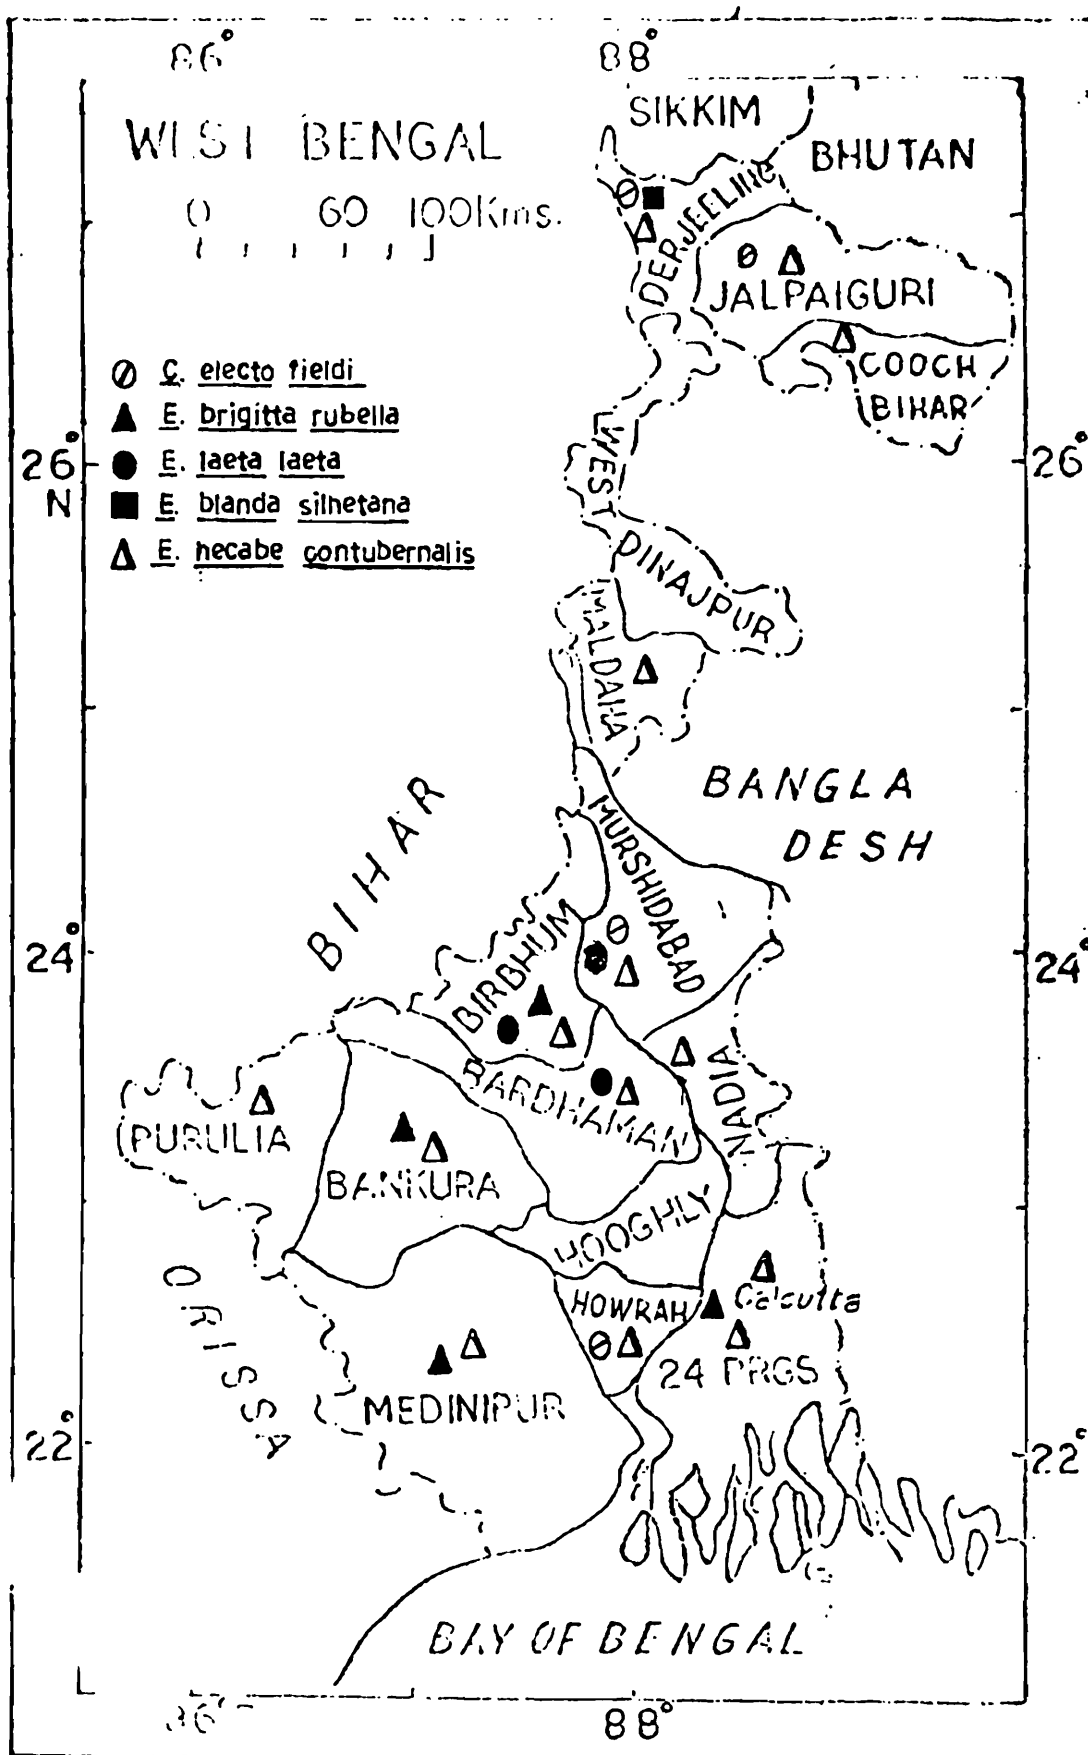 86° 88°
SIKKIM
WEST BENGAL
BHUTAN
0 60 100Kms.
DERJEELING
JALPAIGURI
COOCH
BIHAR
C. electo fieldi
E. brigitta rubella
E. laeta laeta
E. blanda silhetana
E. hecabe contubernalis
26° 26°
N
WEST
DINAJPUR
MALDAHA
BANGLA
DESH
BIHAR
MURSHIDABAD
24° 24°
BIRBHUM
BARDHAMAN
NADIA
PURULIA
BANKURA
HOOGHLY
ORISSA
HOWRAH
Calcutta
24 PRGS
MEDINIPUR
22° 22°
BAY OF BENGAL
86° 88°